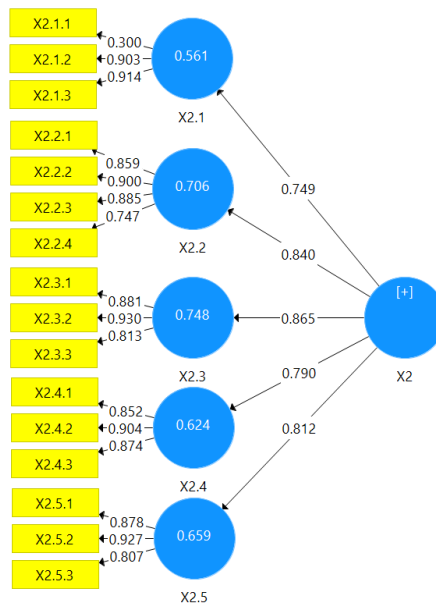 X2.1.1
X2.1.2
X2.1.3
0.300
0.903
0.914
0.561
X2.1
X2.2.1
X2.2.2
X2.2.3
X2.2.4
0.859
0.900
0.885
0.747
0.706
X2.2
X2.3.1
X2.3.2
X2.3.3
0.881
0.930
0.813
0.748
X2.3
X2.4.1
X2.4.2
X2.4.3
0.852
0.904
0.874
0.624
X2.4
X2.5.1
X2.5.2
X2.5.3
0.878
0.927
0.807
0.659
X2.5
0.749
0.840
0.865
0.790
0.812
[+]
X2